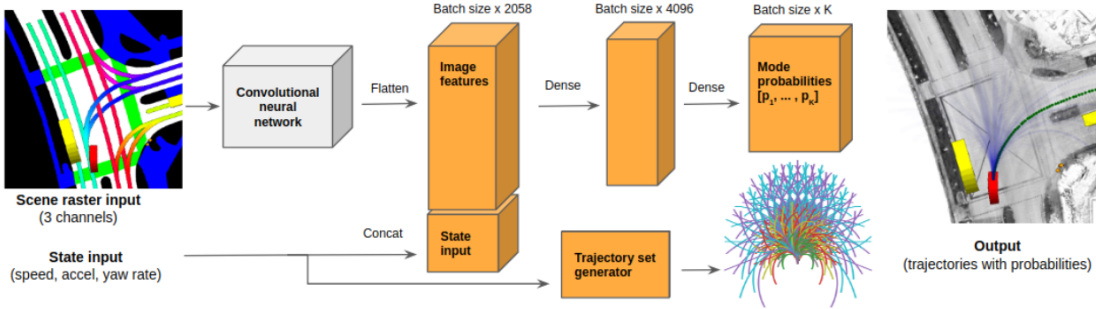 Batch size x 2058
Batch size x 4096
Batch size x K
Convolutional
neural
network
Flatten
Image
features
Dense
Dense
Mode
probabilities
[p1, ... , pK]
Scene raster input
(3 channels)
State input
(speed, accel, yaw rate)
Concat
State
input
Trajectory set
generator
Output
(trajectories with probabilities)